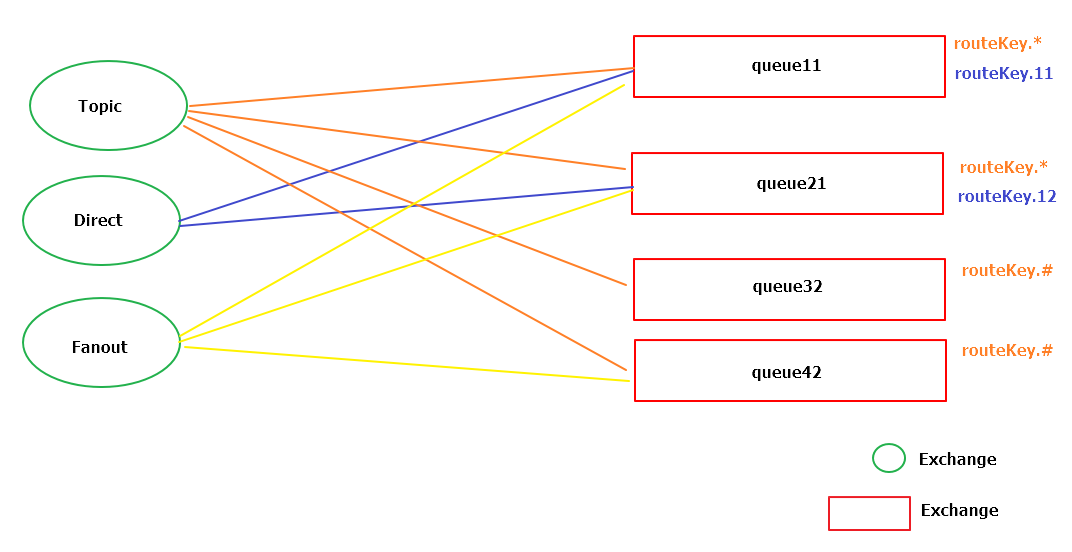 Topic
Direct
Fanout
queue11
routeKey.*
routeKey.11
queue21
routeKey.*
routeKey.12
queue32
routeKey.#
queue42
routeKey.#
Exchange
Exchange